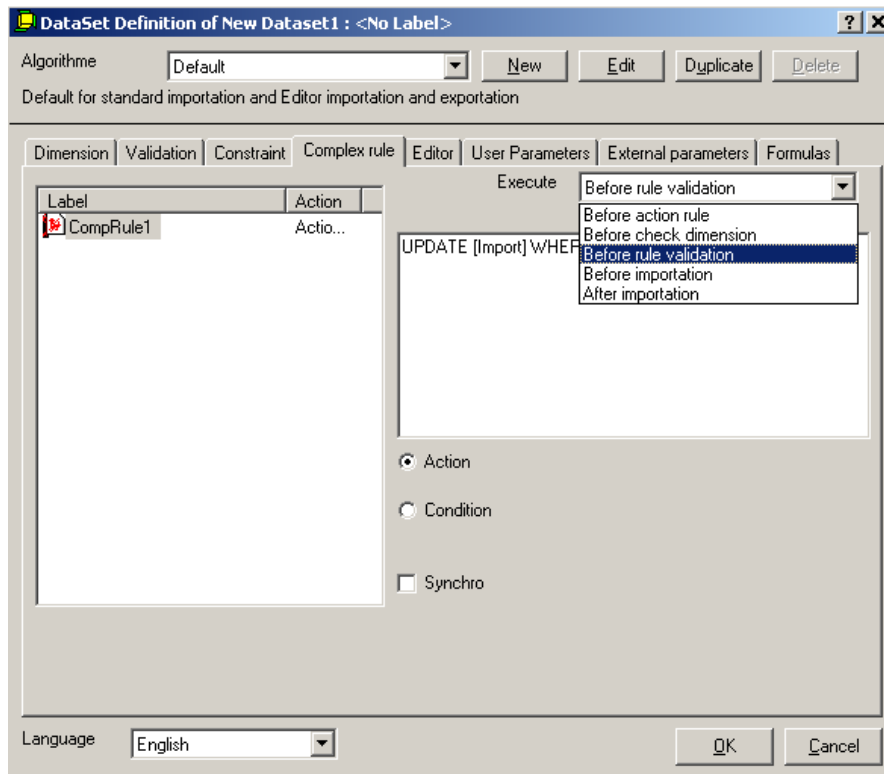 DataSet Definition of New Dataset1 : <No Label>
Algorithme Default New Edit Duplicate Delete
Default for standard importation and Editor importation and exportation
Dimension Validation Constraint Complex rule Editor User Parameters External parameters Formulas
Execute Before rule validation
Label Action
CompRule1 Actio...
Before action rule
Before check dimension
Before rule validation
Before importation
After importation
UPDATE [Import]
Action
Condition
Synchro
Language English OK Cancel